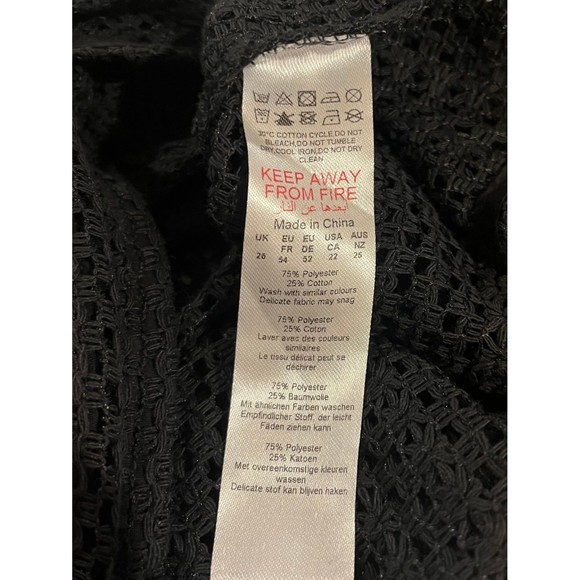 30°C COTTON CYCLE,DO NOT
BLEACH,DO NOT TUMBLE
DRY,COOL IRON,DO NOT DRY
CLEAN
KEEP AWAY
FROM FIRE
أبعدها عن النار
Made in China
UK EU EU USA AUS
FR DE CA NZ
26 54 52 22 26
75% Polyester
25% Cotton
Wash with similar colours
Delicate fabric may snag
75% Polyester
25% Coton
Laver avec des couleurs
similaires
Le tissu délicat peut se
déchirer
75% Polyester
25% Baumwolle
Mit ähnlichen Farben waschen
Empfindlicher Stoff, der leicht
Fäden ziehen kann
75% Polyester
25% Katoen
Met overeenkomstige kleuren
wassen
Delicate stof kan blijven haken